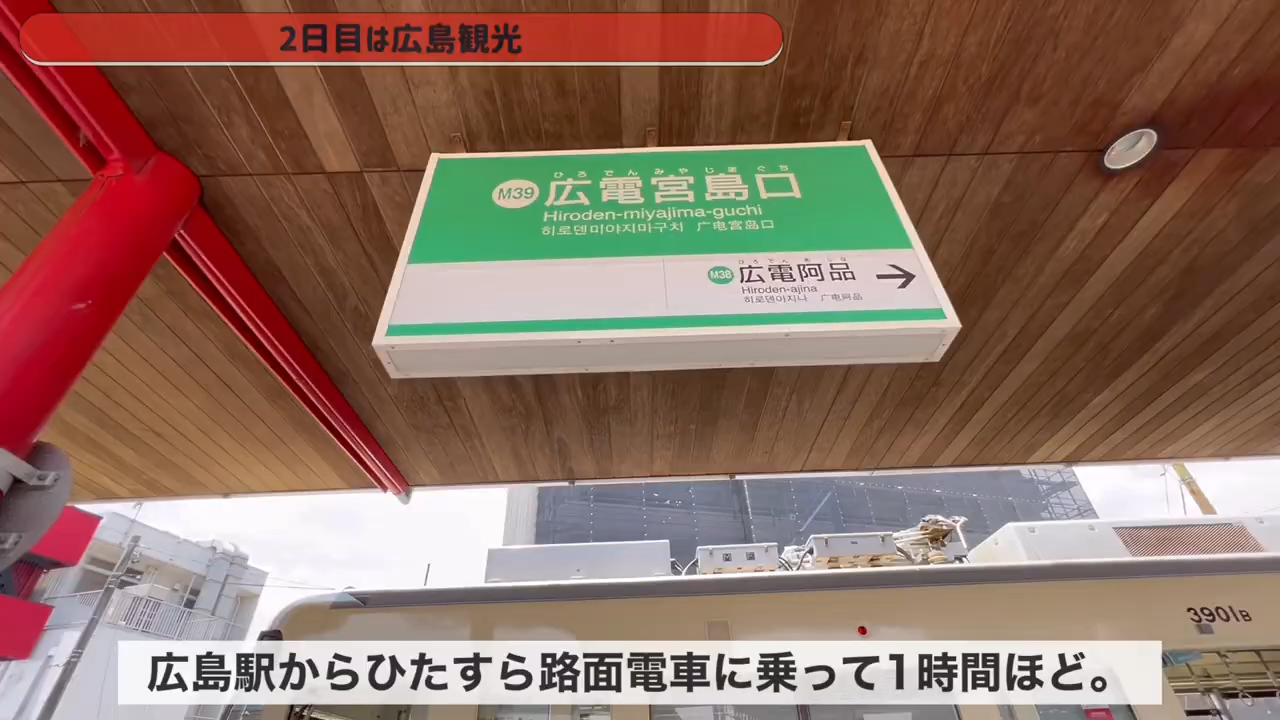 2日目は広島観光
ひろでんみやじまぐち
M39 広電宮島口
Hiroden-miyajima-guchi
히로덴미야지마구치 广电宫岛口
ひろでんあじな
M38 広電阿品
Hiroden-ajina
히로덴아지나 广电阿品
3901B
広島駅からひたすら路面電車に乗って1時間ほど。